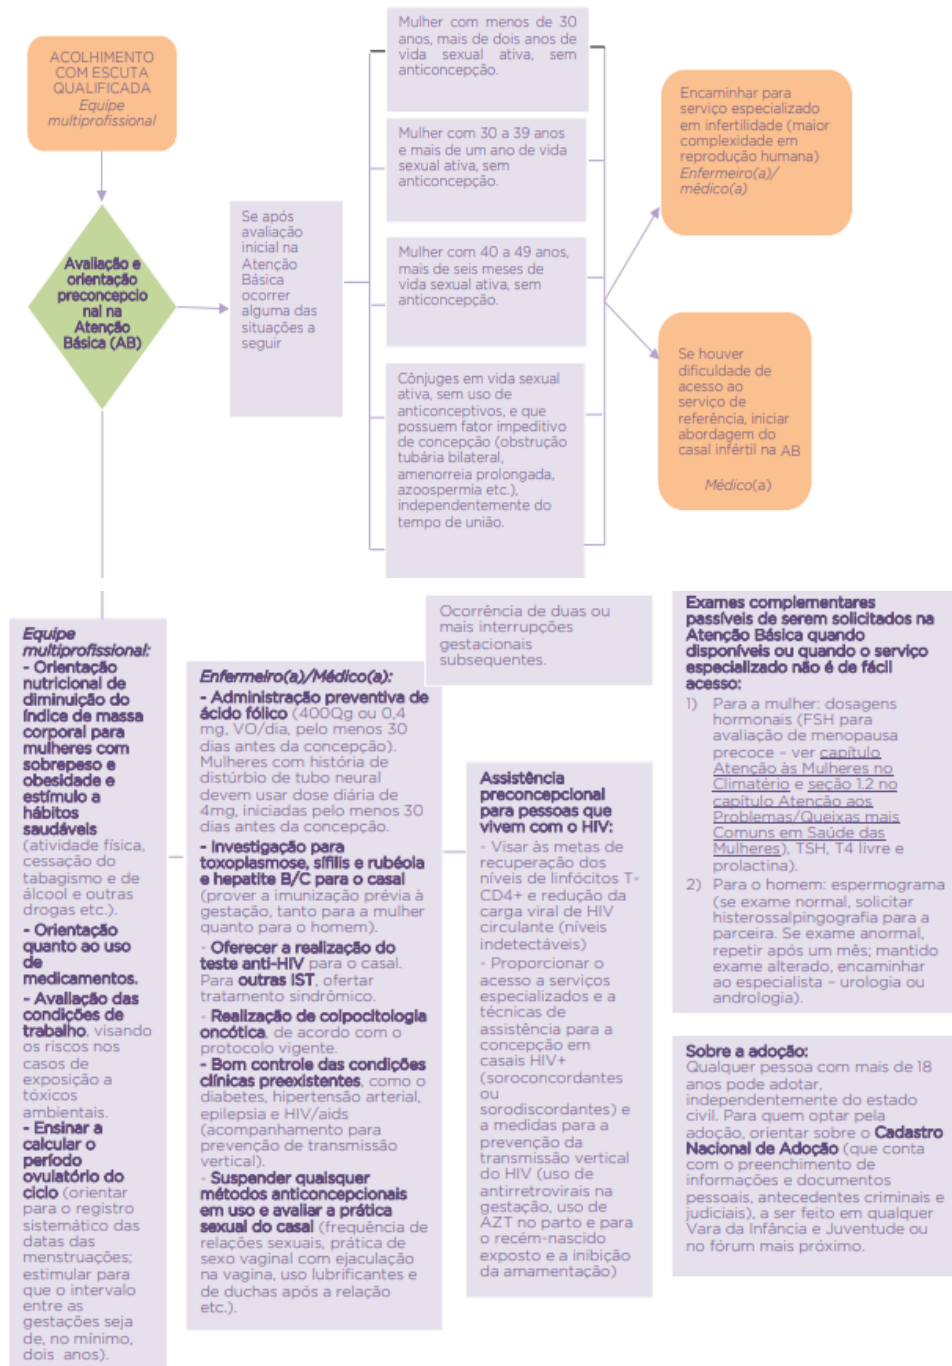 ACOLHIMENTO
COM ESCUTA
QUALIFICADA
Equipe
multiprofissional
Avaliação e
orientação
preconcepcio
nal na
Atenção
Básica (AB)
Se após
avaliação
inicial na
Atenção
Básica
ocorrer
alguma das
situações a
seguir
Mulher com menos de 30
anos, mais de dois anos de
vida sexual ativa, sem
anticoncepção.
Mulher com 30 a 39 anos
e mais de um ano de vida
sexual ativa, sem
anticoncepção.
Mulher com 40 a 49 anos,
mais de seis meses de
vida sexual ativa, sem
anticoncepção.
Cônjuges em vida sexual
ativa, sem uso de
anticonceptivos, e que
possuem fator impeditivo
de concepção (obstrução
tubária bilateral,
amenorreia prolongada,
azoospermia etc.),
independentemente do
tempo de união.
Encaminhar para
serviço especializado
em infertilidade (maior
complexidade em
reprodução humana)
Enfermeiro(a)/
médico(a)
Se houver
dificuldade de
acesso ao
serviço de
referência, iniciar
abordagem do
casal infértil na AB
Médico(a)
Equipe
multiprofissional:
- Orientação
nutricional de
diminuição do
índice de massa
corporal para
mulheres com
sobrepeso e
obesidade e
estímulo a
hábitos
saudáveis
(atividade física,
cessação do
tabagismo e de
álcool e outras
drogas etc.).
- Orientação
quanto ao uso
de
medicamentos.
- Avaliação das
condições de
trabalho, visando
os riscos nos
casos de
exposição a
tóxicos
ambientais.
- Ensinar a
calcular o
período
ovulatório do
ciclo (orientar
para o registro
sistemático das
datas das
menstruações;
estimular para
que o intervalo
entre as
gestações seja
de, no mínimo,
dois anos).
Enfermeiro(a)/Médico(a):
- Administração preventiva de
ácido fólico (400Qg ou 0,4
mg, VO/dia, pelo menos 30
dias antes da concepção).
Mulheres com história de
distúrbio de tubo neural
devem usar dose diária de
4mg, iniciadas pelo menos 30
dias antes da concepção.
- Investigação para
toxoplasmose, sífilis e rubéola
e hepatite B/C para o casal
(prover a imunização prévia à
gestação, tanto para a mulher
quanto para o homem).
- Oferecer a realização do
teste anti-HIV para o casal.
Para outras IST, ofertar
tratamento sindrômico.
- Realização de colpocitologia
oncótica, de acordo com o
protocolo vigente.
- Bom controle das condições
clínicas preexistentes, como o
diabetes, hipertensão arterial,
epilepsia e HIV/aids
(acompanhamento para
prevenção de transmissão
vertical).
- Suspender quaisquer
métodos anticoncepcionais
em uso e avaliar a prática
sexual do casal (frequência de
relações sexuais, prática de
sexo vaginal com ejaculação
na vagina, uso lubrificantes e
de duchas após a relação
etc.).
Ocorrência de duas ou
mais interrupções
gestacionais
subsequentes.
Assistência
preconcepcional
para pessoas que
vivem com o HIV:
- Visar às metas de
recuperação dos
níveis de linfócitos T-
CD4+ e redução da
carga viral de HIV
circulante (níveis
indetectáveis)
- Proporcionar o
acesso a serviços
especializados e a
técnicas de
assistência para a
concepção em
casais HIV+
(soroconcordantes
ou
sorodiscordantes) e
a medidas para a
prevenção da
transmissão vertical
do HIV (uso de
antirretrovirais na
gestação, uso de
AZT no parto e para
o recém-nascido
exposto e a inibição
da amamentação)
Exames complementares
passíveis de serem solicitados na
Atenção Básica quando
disponíveis ou quando o serviço
especializado não é de fácil
acesso:
1) Para a mulher: dosagens
hormonais (FSH para
avaliação de menopausa
precoce – ver capítulo
Atenção às Mulheres no
Climatério e seção 1.2 no
capítulo Atenção aos
Problemas/Queixas mais
Comuns em Saúde das
Mulheres), TSH, T4 livre e
prolactina).
2) Para o homem: espermograma
(se exame normal, solicitar
histerossalpingografia para a
parceira. Se exame anormal,
repetir após um mês; mantido
exame alterado, encaminhar
ao especialista – urologia ou
andrologia).
Sobre a adoção:
Qualquer pessoa com mais de 18
anos pode adotar,
independentemente do estado
civil. Para quem optar pela
adoção, orientar sobre o Cadastro
Nacional de Adoção (que conta
com o preenchimento de
informações e documentos
pessoais, antecedentes criminais e
judiciais), a ser feito em qualquer
Vara da Infância e Juventude ou
no fórum mais próximo.